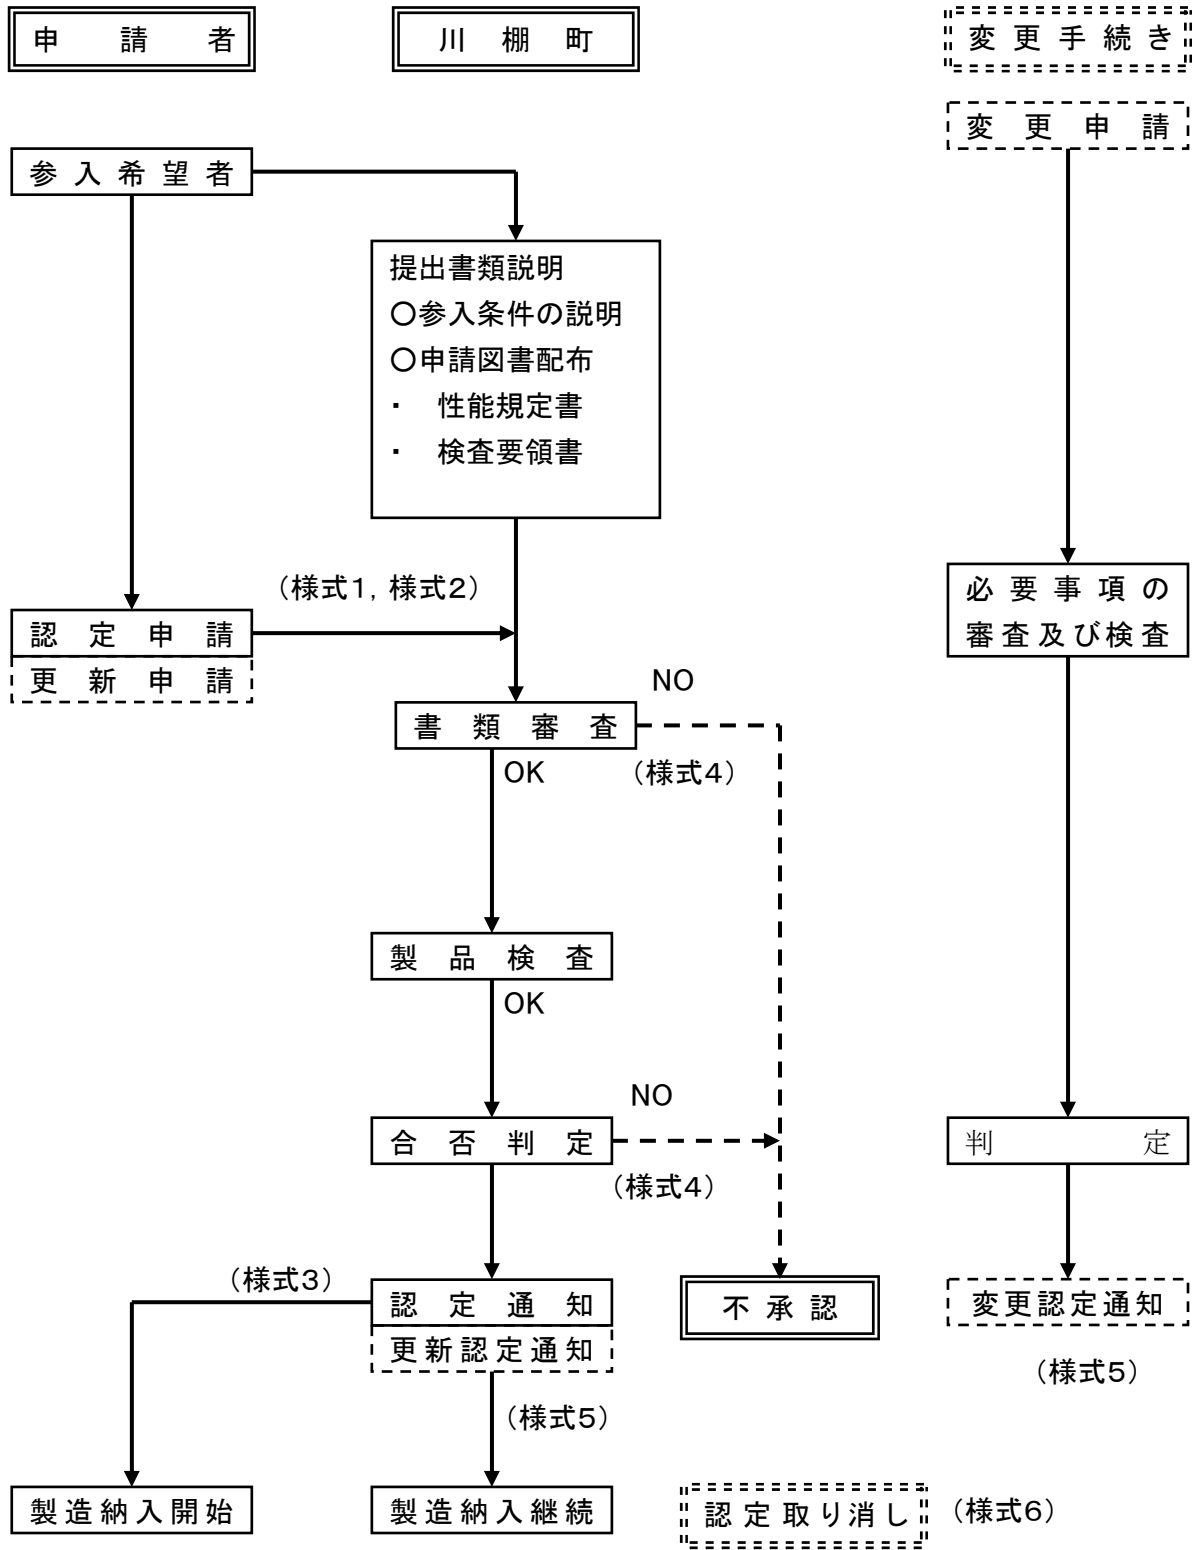 申請者
川棚町
変更手続き
変更申請
参入希望者
提出書類説明
○参入条件の説明
○申請図書配布
・ 性能規定書
・ 検査要領書
(様式1, 様式2)
必要事項の
審査及び検査
認定申請
更新申請
NO
書類審査
OK
(様式4)
製品検査
OK
NO
合否判定
(様式4)
判定
(様式3)
認定通知
更新認定通知
不承認
変更認定通知
(様式5)
(様式5)
製造納入開始
製造納入継続
認定取り消し
(様式6)